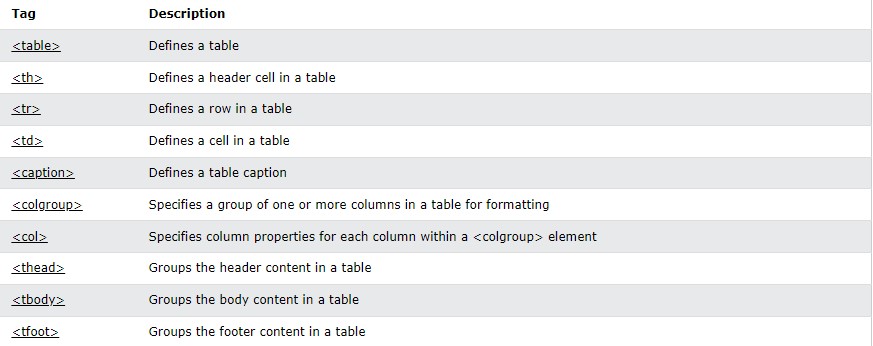 Tag Description
<table> Defines a table
<th> Defines a header cell in a table
<tr> Defines a row in a table
<td> Defines a cell in a table
<caption> Defines a table caption
<colgroup> Specifies a group of one or more columns in a table for formatting
<col> Specifies column properties for each column within a <colgroup> element
<thead> Groups the header content in a table
<tbody> Groups the body content in a table
<tfoot> Groups the footer content in a table